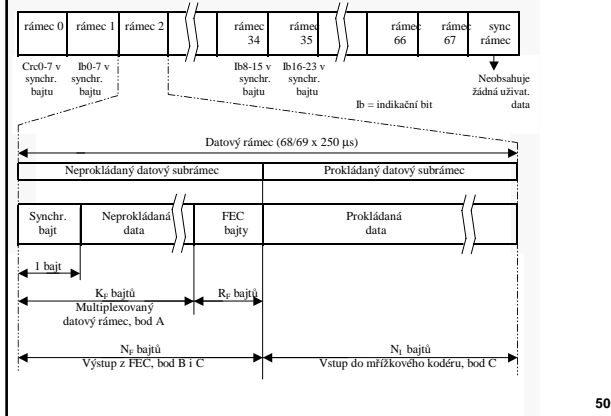 rámec 0 rámec 1 rámec 2 rámec 34 rámec 35 rámec 66 rámec 67 sync rámec
Crc0-7 v synchr. bajtu
Ib0-7 v synchr. bajtu
Ib8-15 v synchr. bajtu
Ib16-23 v synchr. bajtu
Neobsahuje žádná uživat. data
Ib = indikační bit
Datový rámec (68/69 x 250 μs)
Neprokládaný datový subrámec Prokládaný datový subrámec
Synchr. bajt
Neprokládaná data
FEC bajty
Prokládaná data
1 bajt
K_F bajtů R_F bajtů
Multiplexovaný
datový rámec, bod A
N_F bajtů N_I bajtů
Výstup z FEC, bod B i C Vstup do mřížkového kodéru, bod C
50